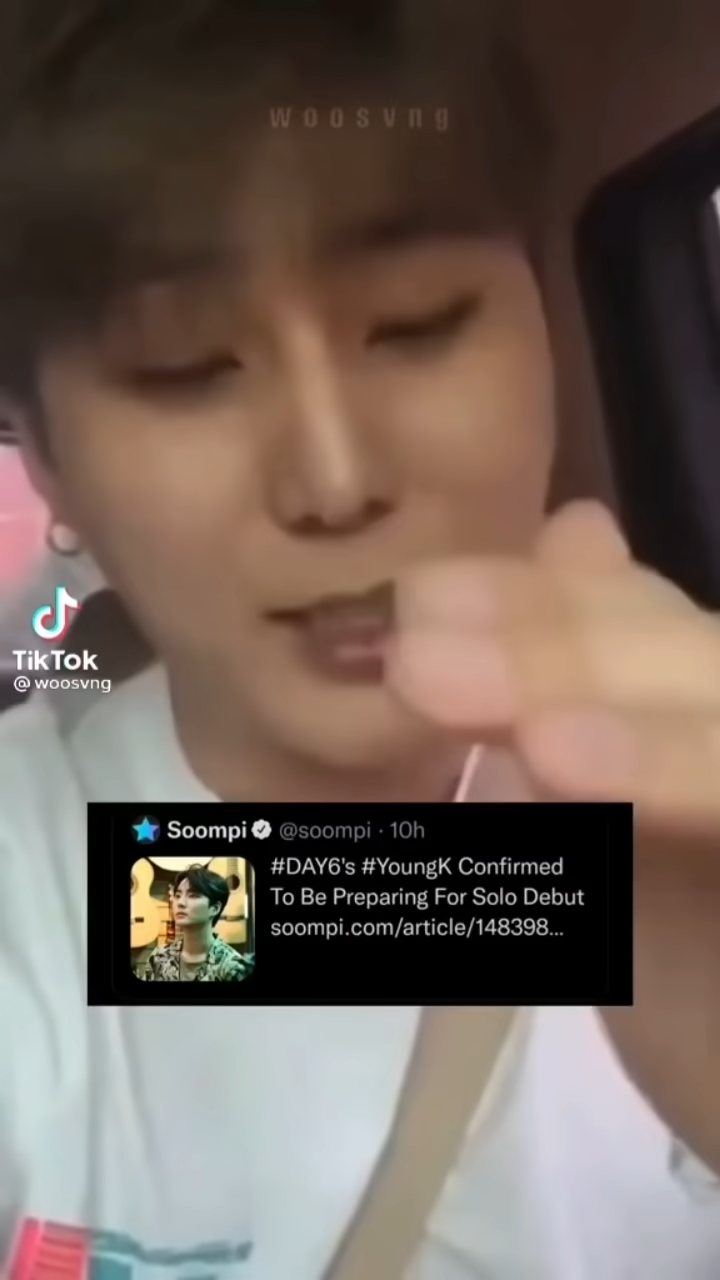 woosvng
TikTok
@woosvng
Soompi @soompi · 10h
#DAY6's #YoungK Confirmed
To Be Preparing For Solo Debut
soompi.com/article/148398...